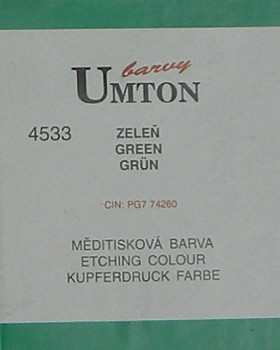 barvy
UMTON
4533 ZELEŇ
GREEN
GRÜN
CIN: PG7 74260
MĚDITISKOVÁ BARVA
ETCHING COLOUR
KUPFERDRUCK FARBE